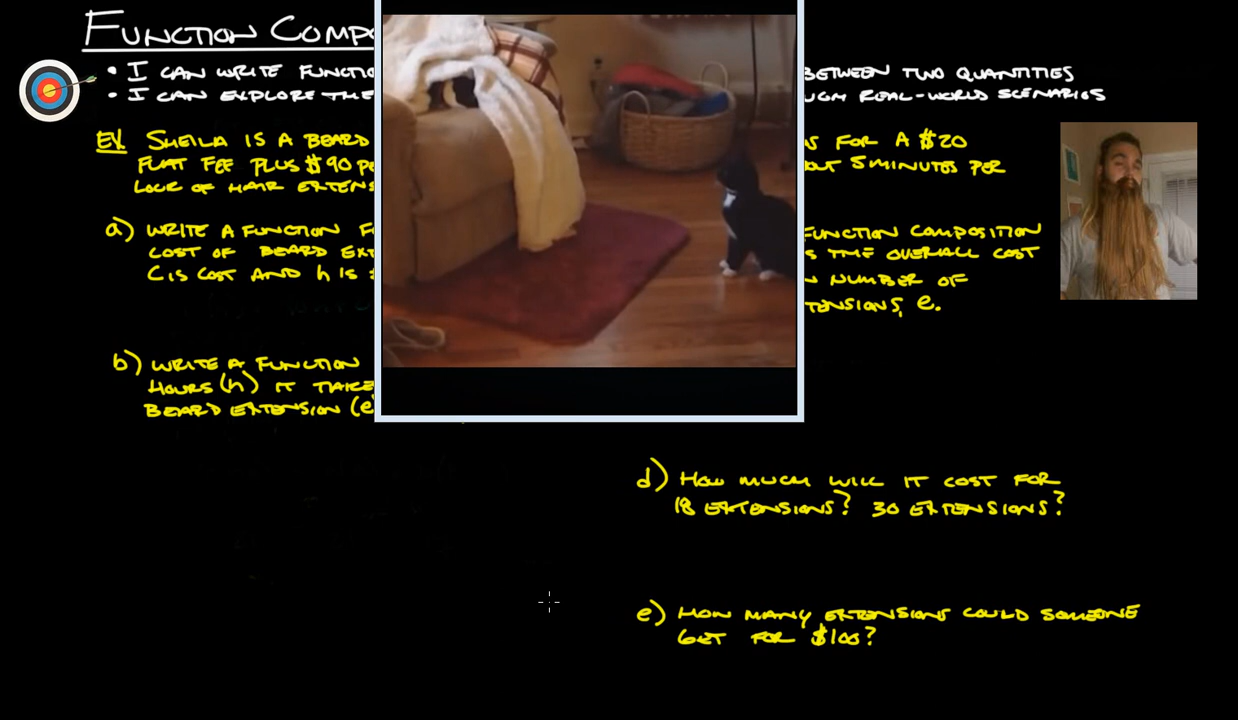 FUNCTION COMPO
• I CAN WRITE FUNCTIO BETWEEN TWO QUANTITIES
• I CAN EXPLORE THE UGH REAL-WORLD SCENARIOS
EX SHEILA IS A BEARD S FOR A $20
FLAT FEE PLUS $90 PE OUT 5 MINUTES PER
LOCK OF HAIR EXTENS
a) WRITE A FUNCTION F
COST OF BEARD EXT
C IS COST AND h IS
b) WRITE A FUNCTION
HOURS (h) IT TAKE
BEARD EXTENSION (e
FUNCTION COMPOSITION
S THE OVERALL COST
N NUMBER OF
TENSIONS, e.
d) HOW MUCH WILL IT COST FOR
18 EXTENSIONS? 30 EXTENSIONS?
e) HOW MANY EXTENSIONS COULD SOMEONE
GET FOR $100?